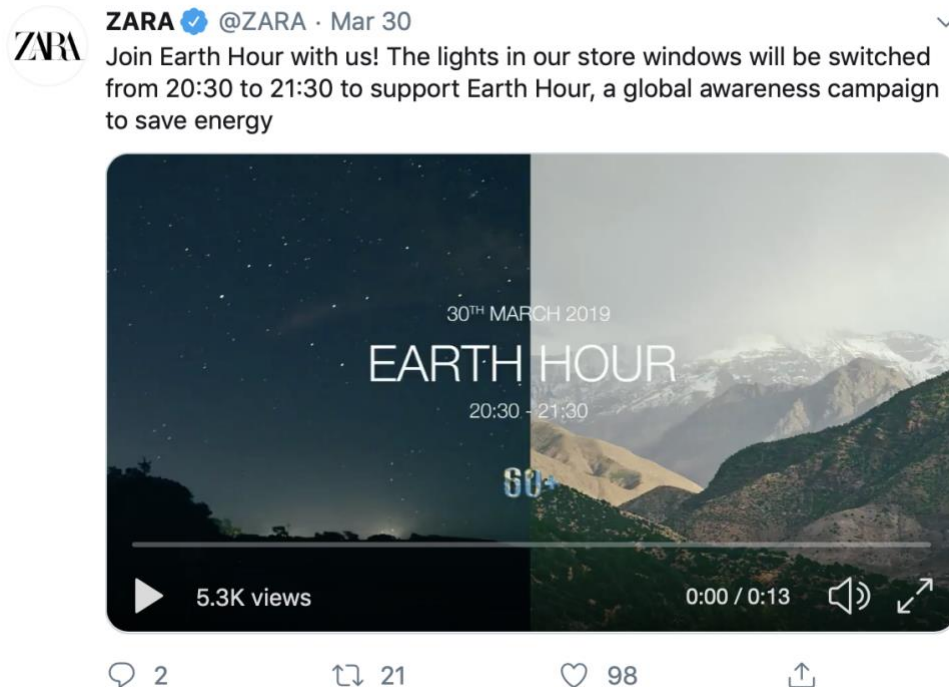 ZARA @ZARA · Mar 30
ZARA
Join Earth Hour with us! The lights in our store windows will be switched
from 20:30 to 21:30 to support Earth Hour, a global awareness campaign
to save energy
30TH MARCH 2019
EARTH HOUR
20:30 - 21:30
60+
5.3K views
0:00 / 0:13
2
21
98